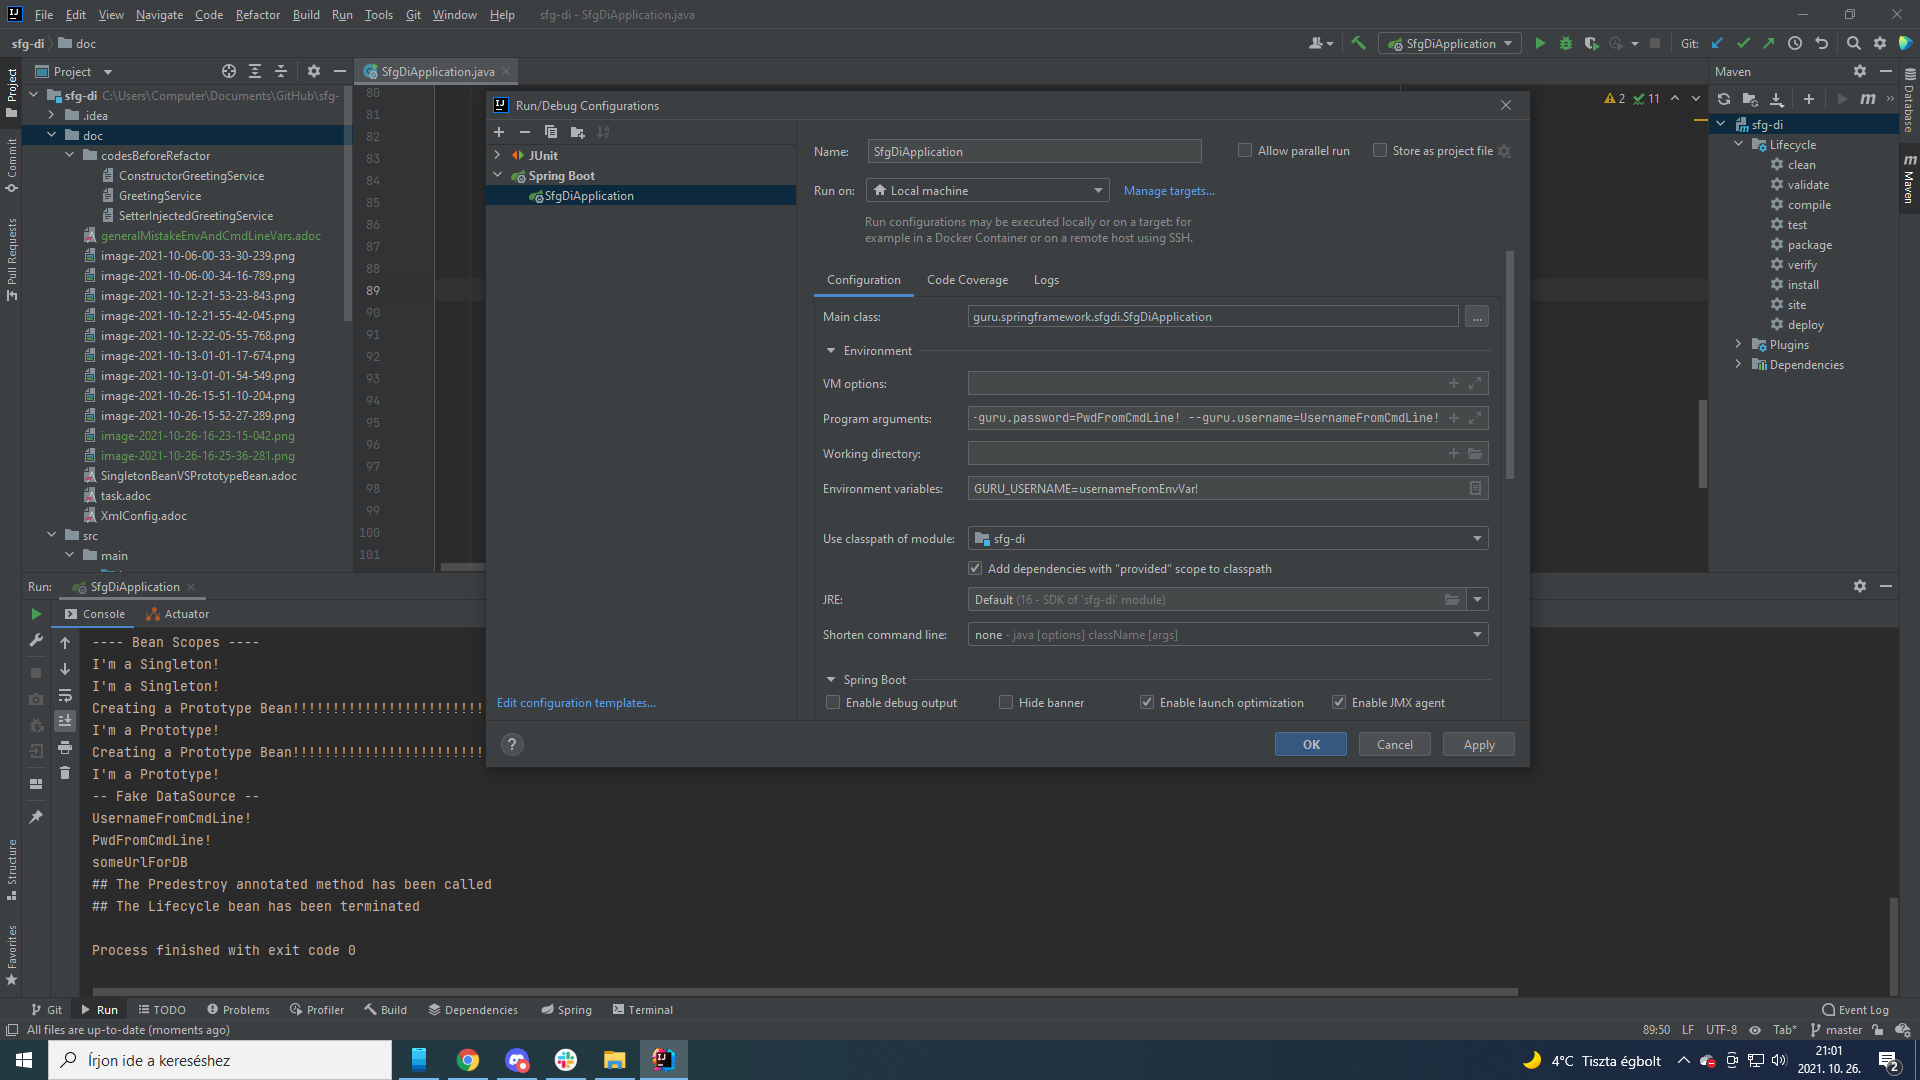 File Edit View Navigate Code Refactor Build Run Tools Git Window Help sfg-di - SfgDiApplication.java
sfg-di doc
SfgDiApplication
Git:
Project
SfgDiApplication.java
Maven
sfg-di C:\Users\Computer\Documents\GitHub\sfg-
.idea
doc
codesBeforeRefactor
ConstructorGreetingService
GreetingService
SetterInjectedGreetingService
generalMistakeEnvAndCmdLineVars.adoc
image-2021-10-06-00-33-30-239.png
image-2021-10-06-00-34-16-789.png
image-2021-10-12-21-53-23-843.png
image-2021-10-12-21-55-42-045.png
image-2021-10-12-22-05-55-768.png
image-2021-10-13-01-01-17-674.png
image-2021-10-13-01-01-54-549.png
image-2021-10-26-15-51-10-204.png
image-2021-10-26-15-52-27-289.png
image-2021-10-26-16-23-15-042.png
image-2021-10-26-16-25-36-281.png
SingletonBeanVSPrototypeBean.adoc
task.adoc
XmlConfig.adoc
src
main
Project
Commit
Pull Requests
Structure
Favorites
80
81
82
83
84
85
86
87
88
89
90
91
92
93
94
95
96
97
98
99
100
101
Run/Debug Configurations
JUnit
Spring Boot
SfgDiApplication
Edit configuration templates...
Name: SfgDiApplication Allow parallel run Store as project file
Run on: Local machine Manage targets...
Run configurations may be executed locally or on a target: for
example in a Docker Container or on a remote host using SSH.
Configuration Code Coverage Logs
Main class: guru.springframework.sfgdi.SfgDiApplication ...
Environment
VM options:
Program arguments: -guru.password=PwdFromCmdLine! --guru.username=UsernameFromCmdLine!
Working directory:
Environment variables: GURU_USERNAME=usernameFromEnvVar!
Use classpath of module: sfg-di
Add dependencies with "provided" scope to classpath
JRE: Default (16 - SDK of 'sfg-di' module)
Shorten command line: none - java [options] className [args]
Spring Boot
Enable debug output Hide banner Enable launch optimization Enable JMX agent
? OK Cancel Apply
2 11
sfg-di
Lifecycle
clean
validate
compile
test
package
verify
install
site
deploy
Plugins
Dependencies
Database
Maven
Run: SfgDiApplication
Console Actuator
---- Bean Scopes ----
I'm a Singleton!
I'm a Singleton!
Creating a Prototype Bean!!!!!!!!!!!!!!!!!!!!!!!!
I'm a Prototype!
Creating a Prototype Bean!!!!!!!!!!!!!!!!!!!!!!!!
I'm a Prototype!
-- Fake DataSource --
UsernameFromCmdLine!
PwdFromCmdLine!
someUrlForDB
## The Predestroy annotated method has been called
## The Lifecycle bean has been terminated
Process finished with exit code 0
Git Run TODO Problems Profiler Build Dependencies Spring Terminal Event Log
All files are up-to-date (moments ago) 89:50 LF UTF-8 Tab* master
Írjon ide a kereséshez
4°C Tiszta égbolt
21:01
2021. 10. 26.
2